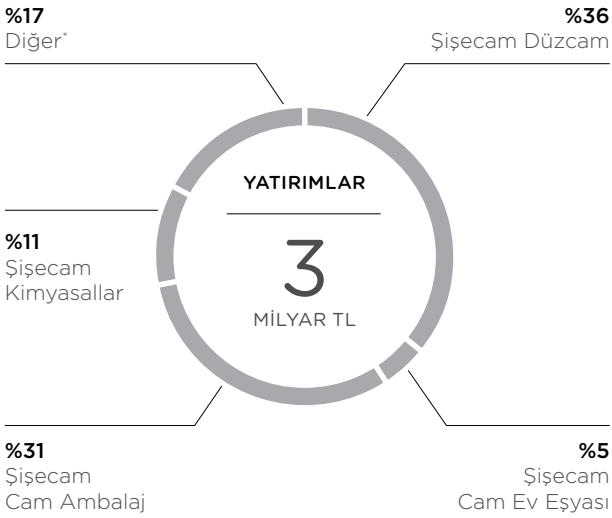 %17
Diğer*
%36
Şişecam Düzcam
YATIRIMLAR
3
MİLYAR TL
%11
Şişecam
Kimyasallar
%31
Şişecam
Cam Ambalaj
%5
Şişecam
Cam Ev Eşyası